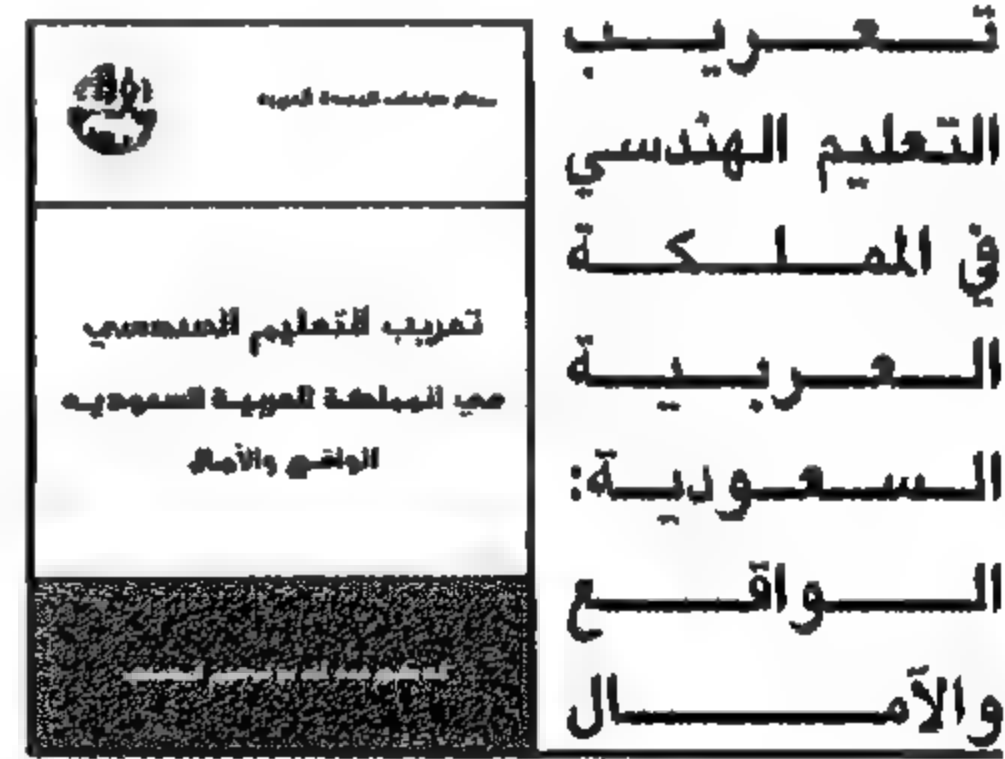 تعريب
التعليم الهندسي
في المملكة
العربية
السعودية:
الواقع
والآمال
تعريب التعليم الهندسي
في المملكة العربية السعودية
الواقع والآمال